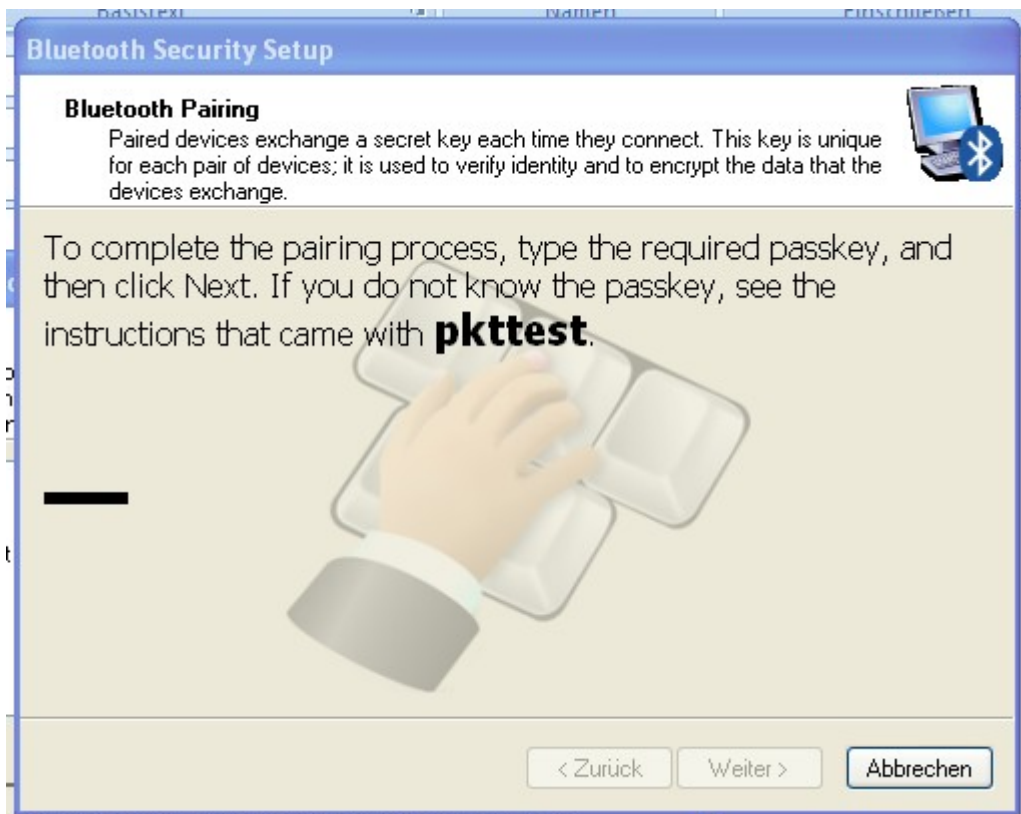 Basistext Namen Einschließen
Bluetooth Security Setup
Bluetooth Pairing
Paired devices exchange a secret key each time they connect. This key is unique
for each pair of devices; it is used to verify identity and to encrypt the data that the
devices exchange.
To complete the pairing process, type the required passkey, and
then click Next. If you do not know the passkey, see the
instructions that came with pkttest.
< Zurück Weiter > Abbrechen